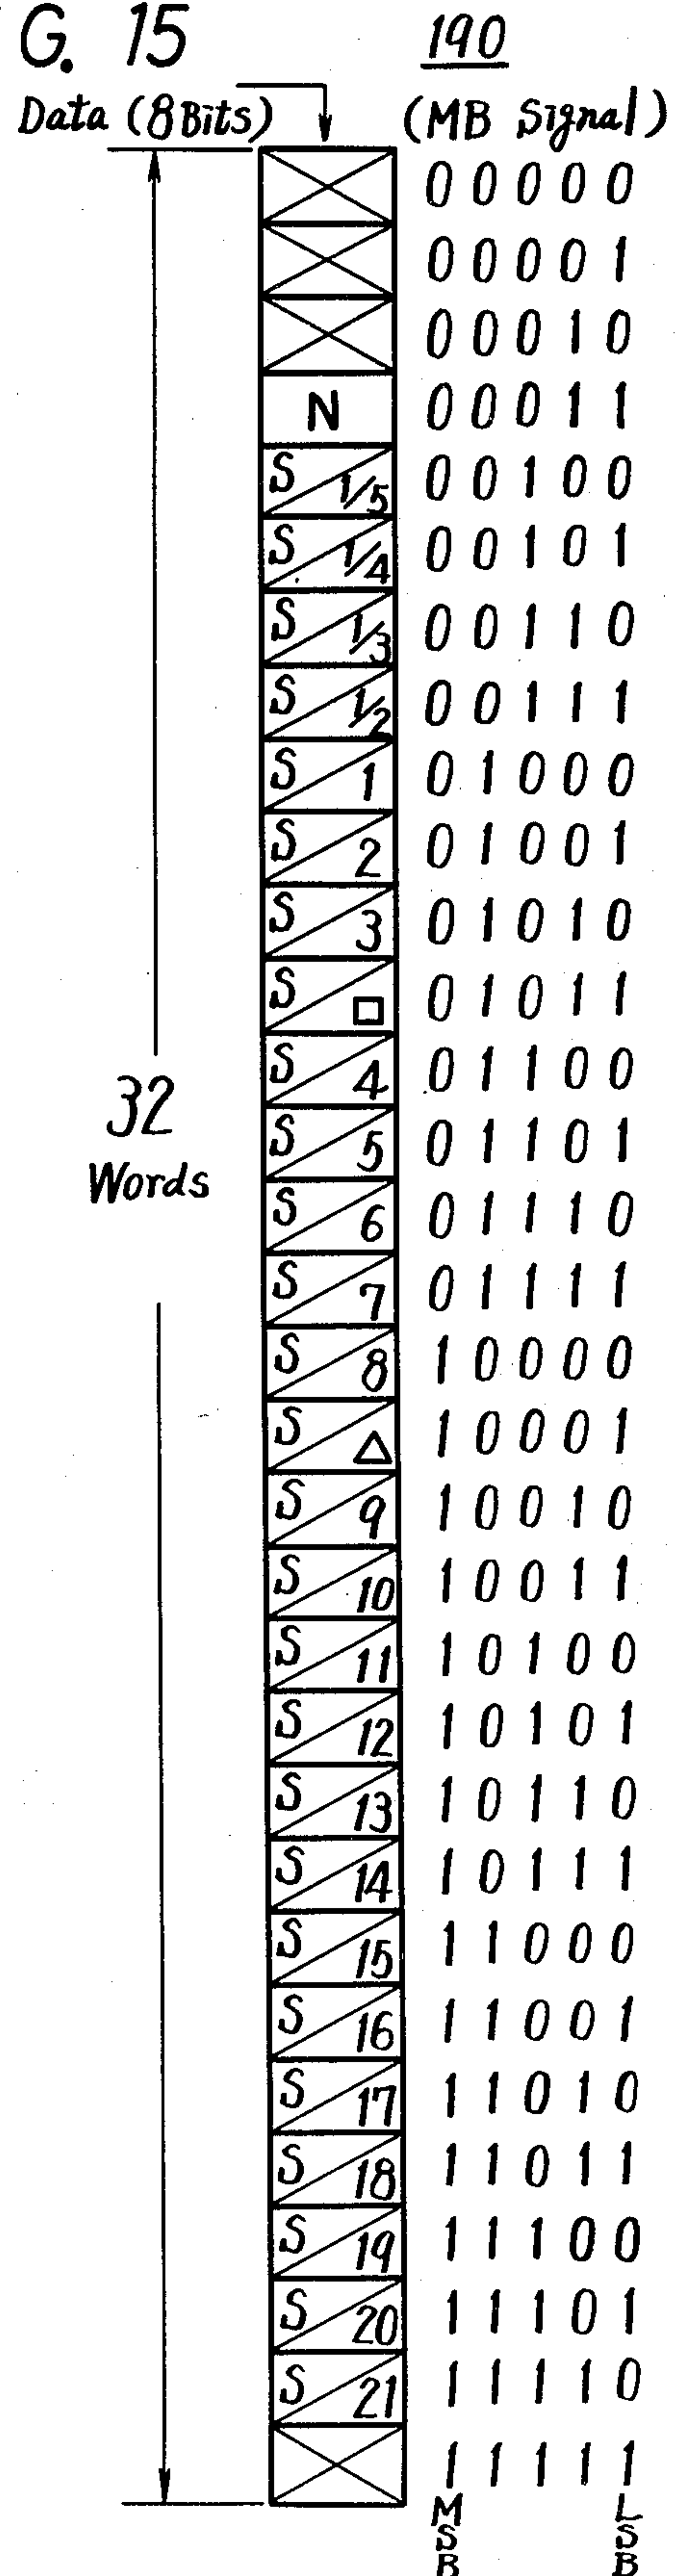 G. 15
190
Data (8Bits) (MB Signal)
0 0 0 0 0
0 0 0 0 1
0 0 0 1 0
N 0 0 0 1 1
S 1/5 0 0 1 0 0
S 1/4 0 0 1 0 1
S 1/3 0 0 1 1 0
S 1/2 0 0 1 1 1
S 1 0 1 0 0 0
S 2 0 1 0 0 1
S 3 0 1 0 1 0
S □ 0 1 0 1 1
S 4 0 1 1 0 0
32
S 5 0 1 1 0 1
Words
S 6 0 1 1 1 0
S 7 0 1 1 1 1
S 8 1 0 0 0 0
S △ 1 0 0 0 1
S 9 1 0 0 1 0
S 10 1 0 0 1 1
S 11 1 0 1 0 0
S 12 1 0 1 0 1
S 13 1 0 1 1 0
S 14 1 0 1 1 1
S 15 1 1 0 0 0
S 16 1 1 0 0 1
S 17 1 1 0 1 0
S 18 1 1 0 1 1
S 19 1 1 1 0 0
S 20 1 1 1 0 1
S 21 1 1 1 1 0
1 1 1 1 1
MSB LSB